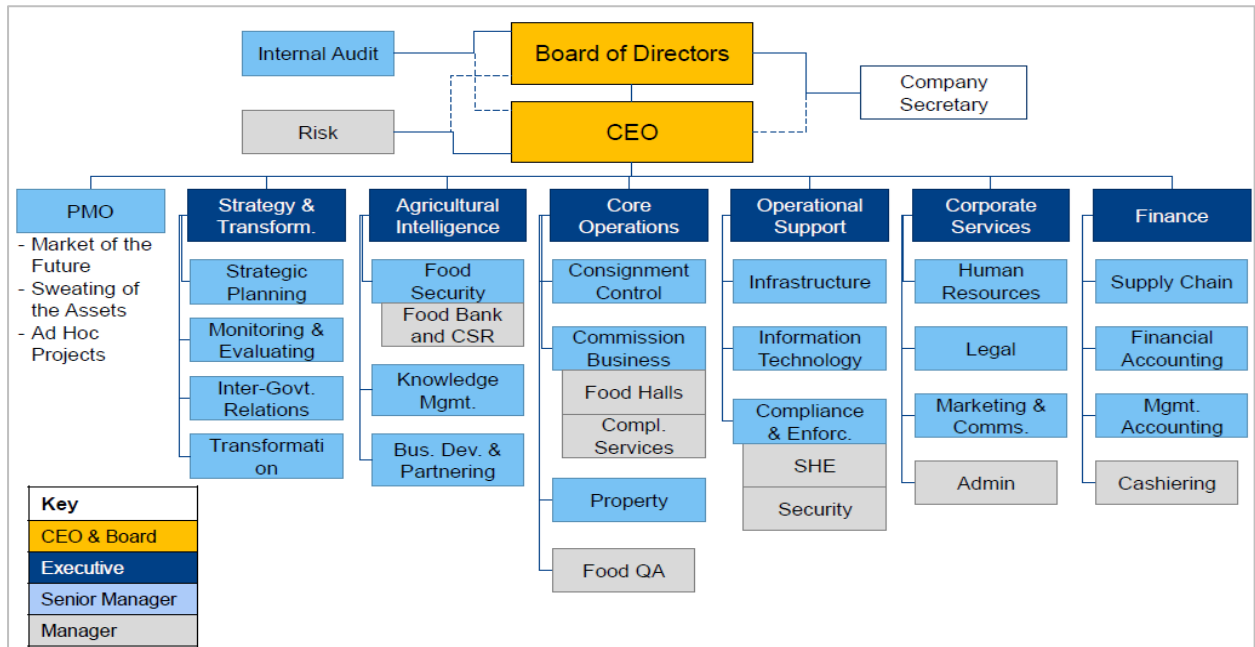 Internal Audit
Board of Directors
Company
Secretary
Risk
CEO
PMO
- Market of the
Future
- Sweating of
the Assets
- Ad Hoc
Projects
Strategy &
Transform.
Strategic
Planning
Monitoring &
Evaluating
Inter-Govt.
Relations
Transformati
on
Agricultural
Intelligence
Food
Security
Food Bank
and CSR
Knowledge
Mgmt.
Bus. Dev. &
Partnering
Core
Operations
Consignment
Control
Commission
Business
Food Halls
Compl.
Services
Property
Food QA
Operational
Support
Infrastructure
Information
Technology
Compliance
& Enforc.
SHE
Security
Corporate
Services
Human
Resources
Legal
Marketing &
Comms.
Admin
Finance
Supply Chain
Financial
Accounting
Mgmt.
Accounting
Cashiering
Key
CEO & Board
Executive
Senior Manager
Manager